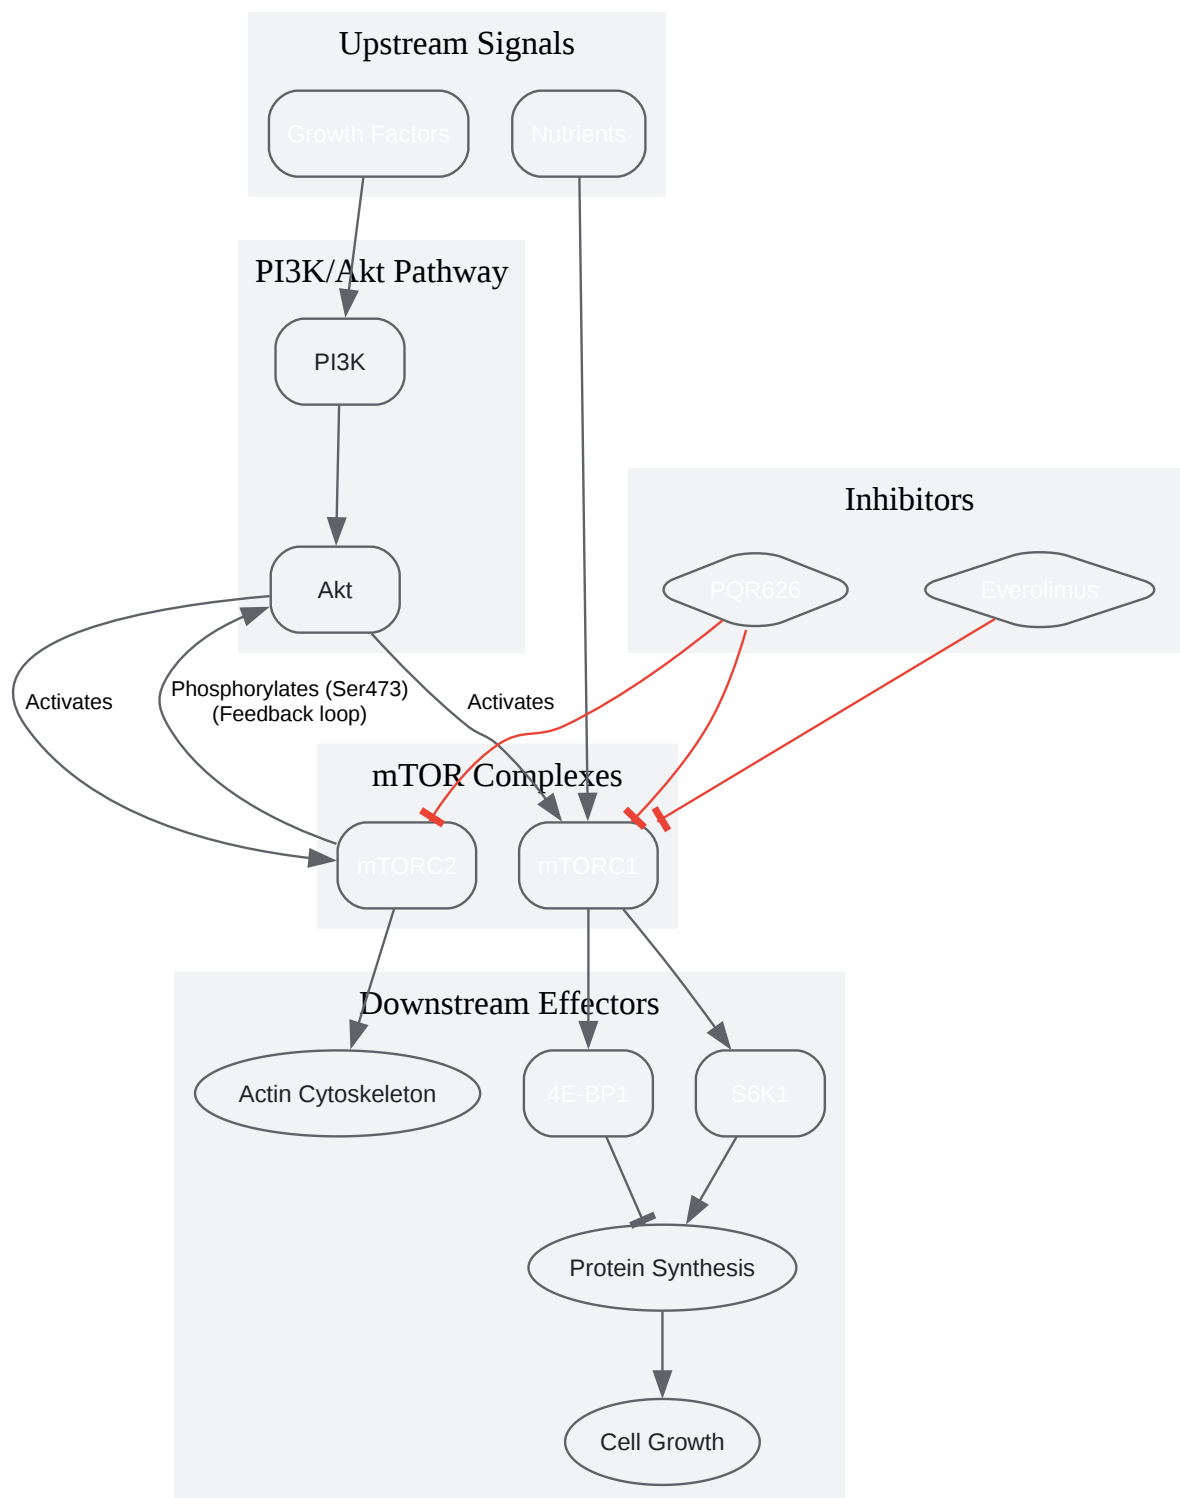 Upstream Signals
Growth Factors
Nutrients
PI3K/Akt Pathway
PI3K
Akt
Inhibitors
PQR626
Everolimus
Activates
Phosphorylates (Ser473)
(Feedback loop)
Activates
mTOR Complexes
mTORC2
mTORC1
Downstream Effectors
Actin Cytoskeleton
4E-BP1
S6K1
Protein Synthesis
Cell Growth